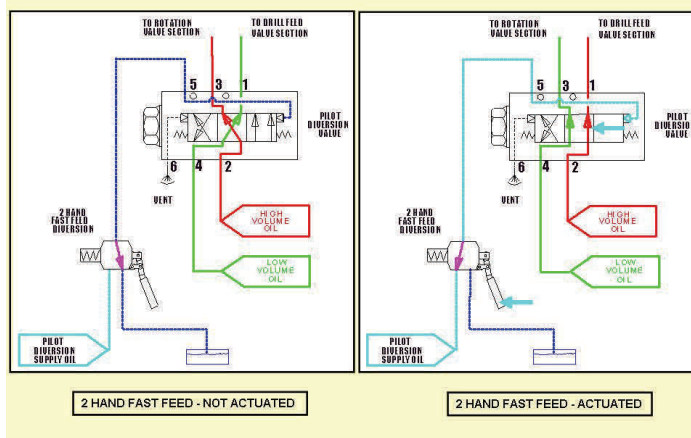 TO ROTATION
VALVE SECTION
TO DRILL FEED
VALVE SECTION
5
3
1
PILOT
DIVERSION
VALVE
6
4
2
VENT
2 HAND
FAST FEED
DIVERSION
HIGH
VOLUME
OIL
LOW
VOLUME
OIL
PILOT
DIVERSION
SUPPLY OIL
2 HAND FAST FEED - NOT ACTUATED
TO ROTATION
VALVE SECTION
TO DRILL FEED
VALVE SECTION
5
3
1
PILOT
DIVERSION
VALVE
6
4
2
VENT
2 HAND
FAST FEED
DIVERSION
HIGH
VOLUME
OIL
LOW
VOLUME
OIL
PILOT
DIVERSION
SUPPLY OIL
2 HAND FAST FEED - ACTUATED